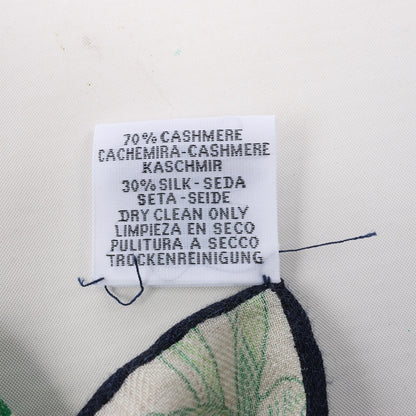 70% CASHMERE
CACHEMIRA-CASHMERE
KASCHMIR
30% SILK-SEDA
SETA-SEIDE
DRY CLEAN ONLY
LIMPIEZA EN SECO
PULITURA A SECCO
TROCKENREINIGUNG